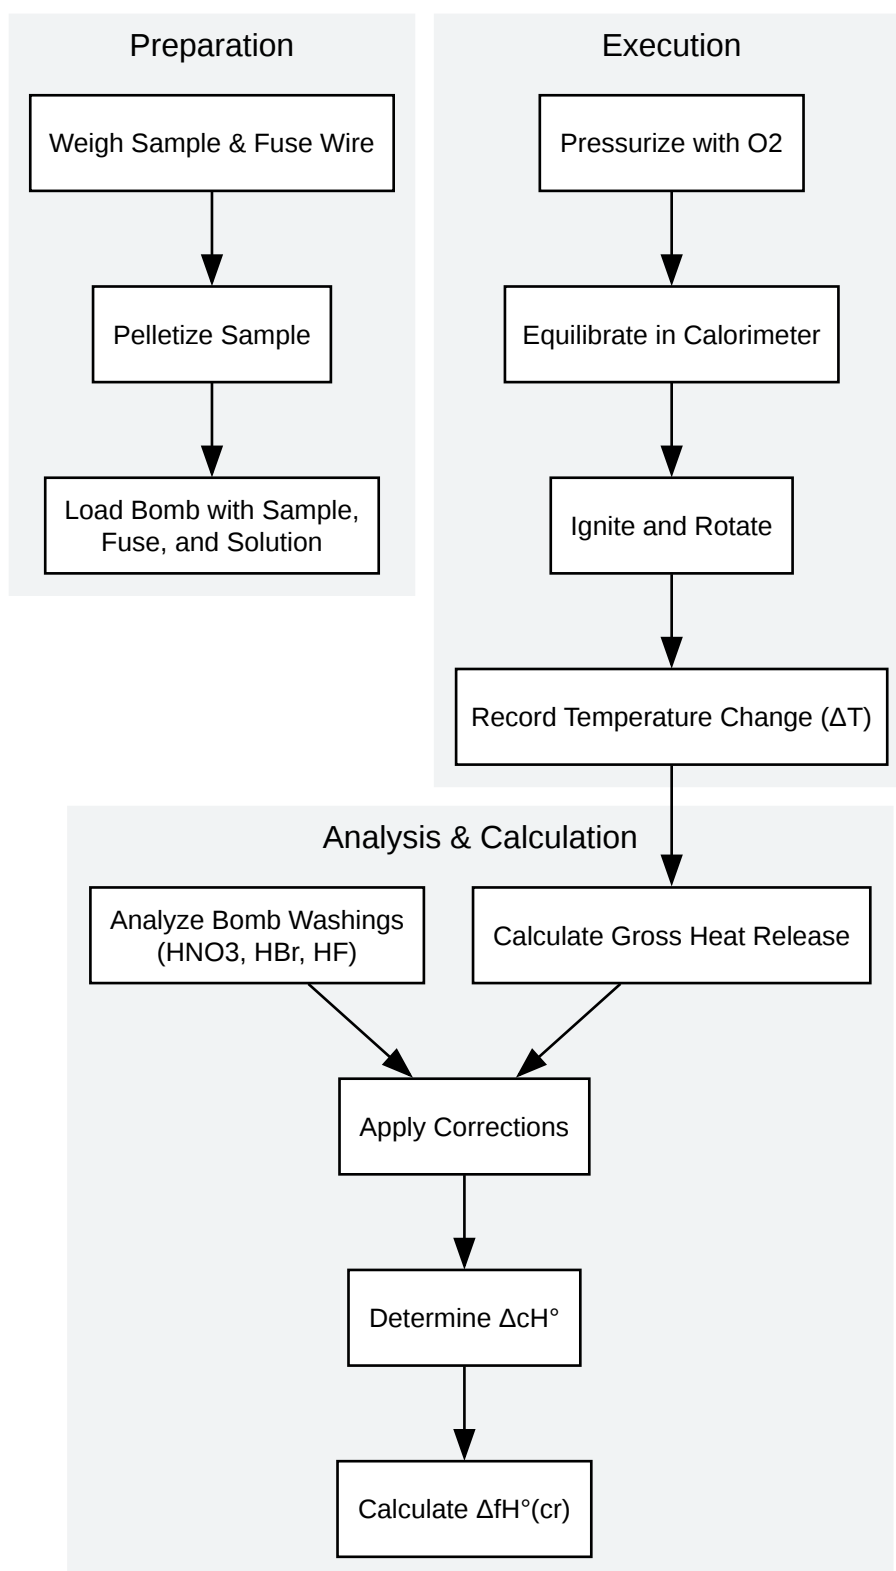 Preparation
Weigh Sample & Fuse Wire
Pelletize Sample
Load Bomb with Sample,
Fuse, and Solution
Execution
Pressurize with O2
Equilibrate in Calorimeter
Ignite and Rotate
Record Temperature Change (ΔT)
Analysis & Calculation
Analyze Bomb Washings
(HNO3, HBr, HF)
Calculate Gross Heat Release
Apply Corrections
Determine ΔcH°
Calculate ΔfH°(cr)